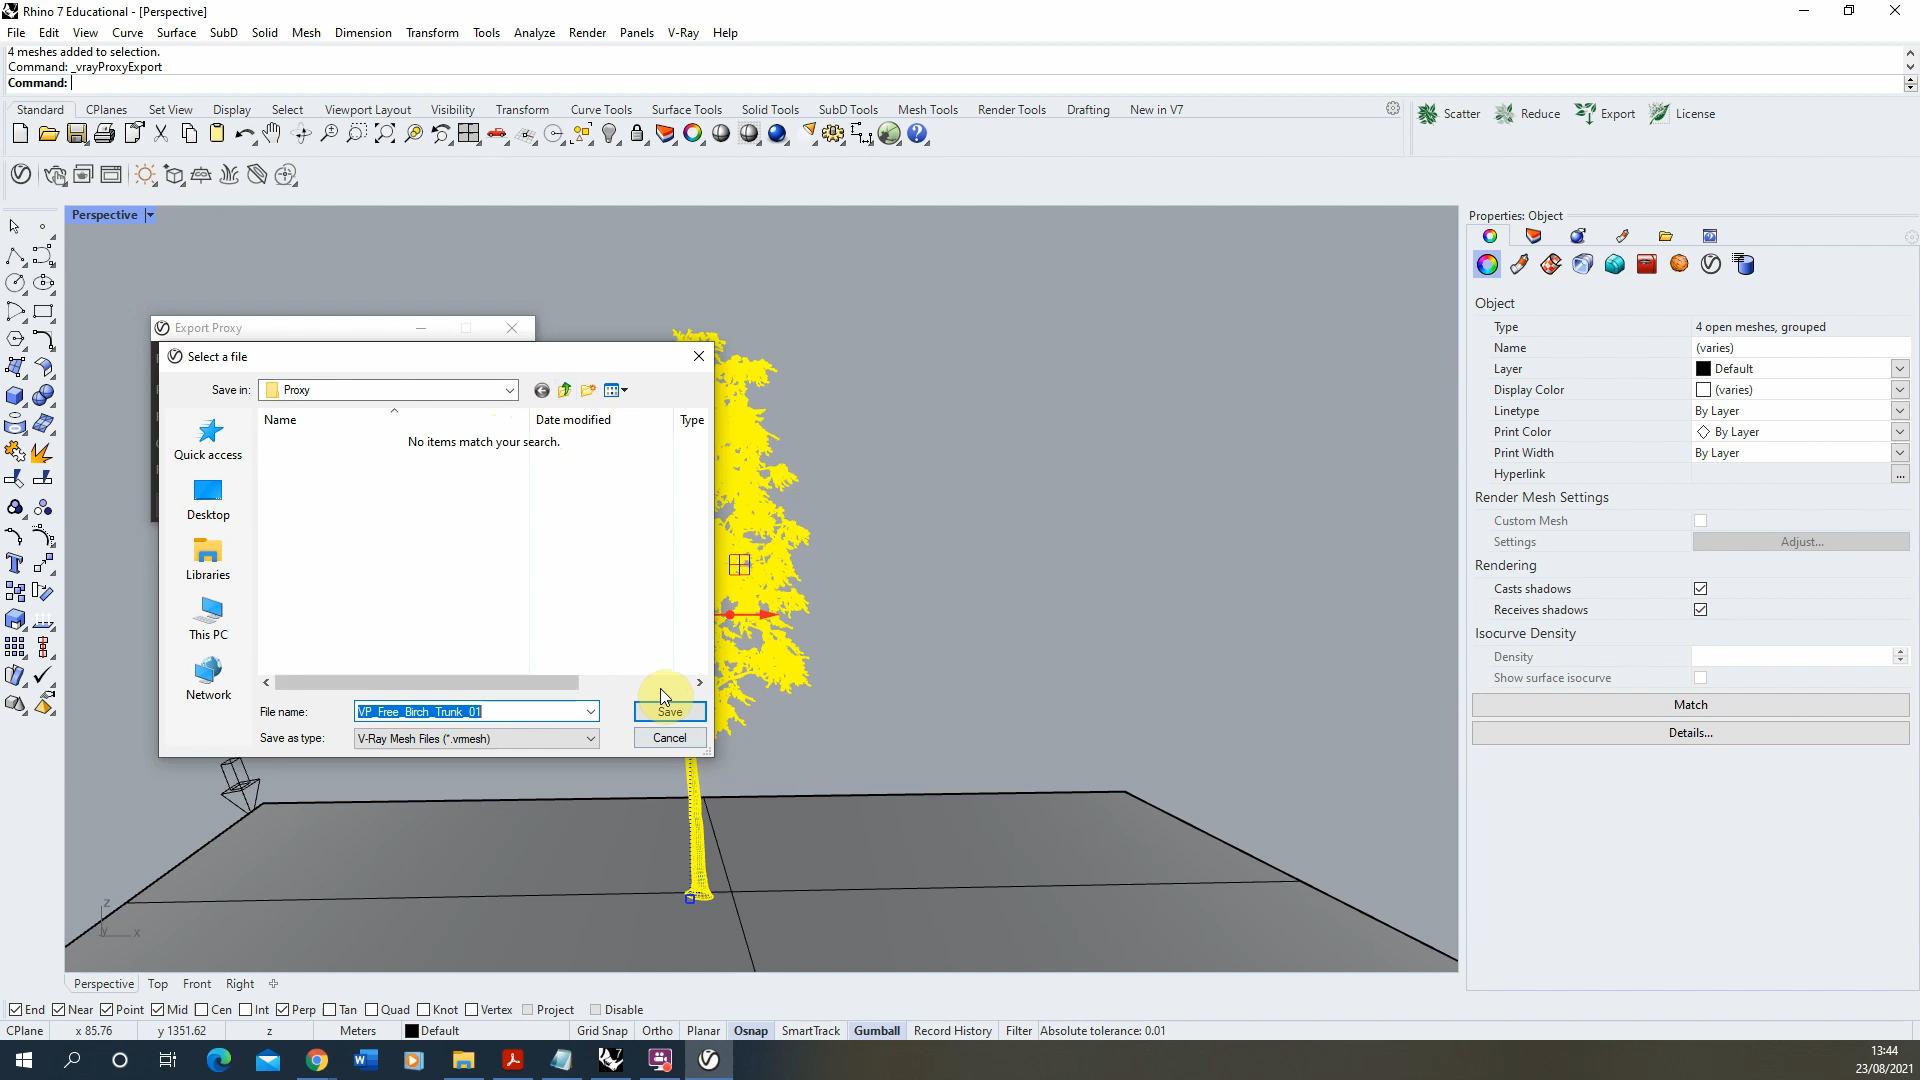 Rhino 7 Educational - [Perspective]
File Edit View Curve Surface SubD Solid Mesh Dimension Transform Tools Analyze Render Panels V-Ray Help
4 meshes added to selection.
Command: _vrayProxyExport
Command:
Standard CPlanes Set View Display Select Viewport Layout Visibility Transform Curve Tools Surface Tools Solid Tools SubD Tools Mesh Tools Render Tools Drafting New in V7
Scatter Reduce Export License
Perspective
Properties: Object
Export Proxy
Select a file
Save in: Proxy
Name Date modified Type
No items match your search.
Quick access
Desktop
Libraries
This PC
Network
File name: VP_Free_Birch_Trunk_01 Save
Save as type: V-Ray Mesh Files (*.vrmesh) Cancel
Object
Type 4 open meshes, grouped
Name (varies)
Layer Default
Display Color (varies)
Linetype By Layer
Print Color By Layer
Print Width By Layer
Hyperlink ...
Render Mesh Settings
Custom Mesh
Settings Adjust...
Rendering
Casts shadows
Receives shadows
Isocurve Density
Density
Show surface isocurve
Match
Details...
z
y x
Perspective Top Front Right
End Near Point Mid Cen Int Perp Tan Quad Knot Vertex Project Disable
CPlane x 85.76 y 1351.62 z Meters Default Grid Snap Ortho Planar Osnap SmartTrack Gumball Record History Filter Absolute tolerance: 0.01
13:44
23/08/2021